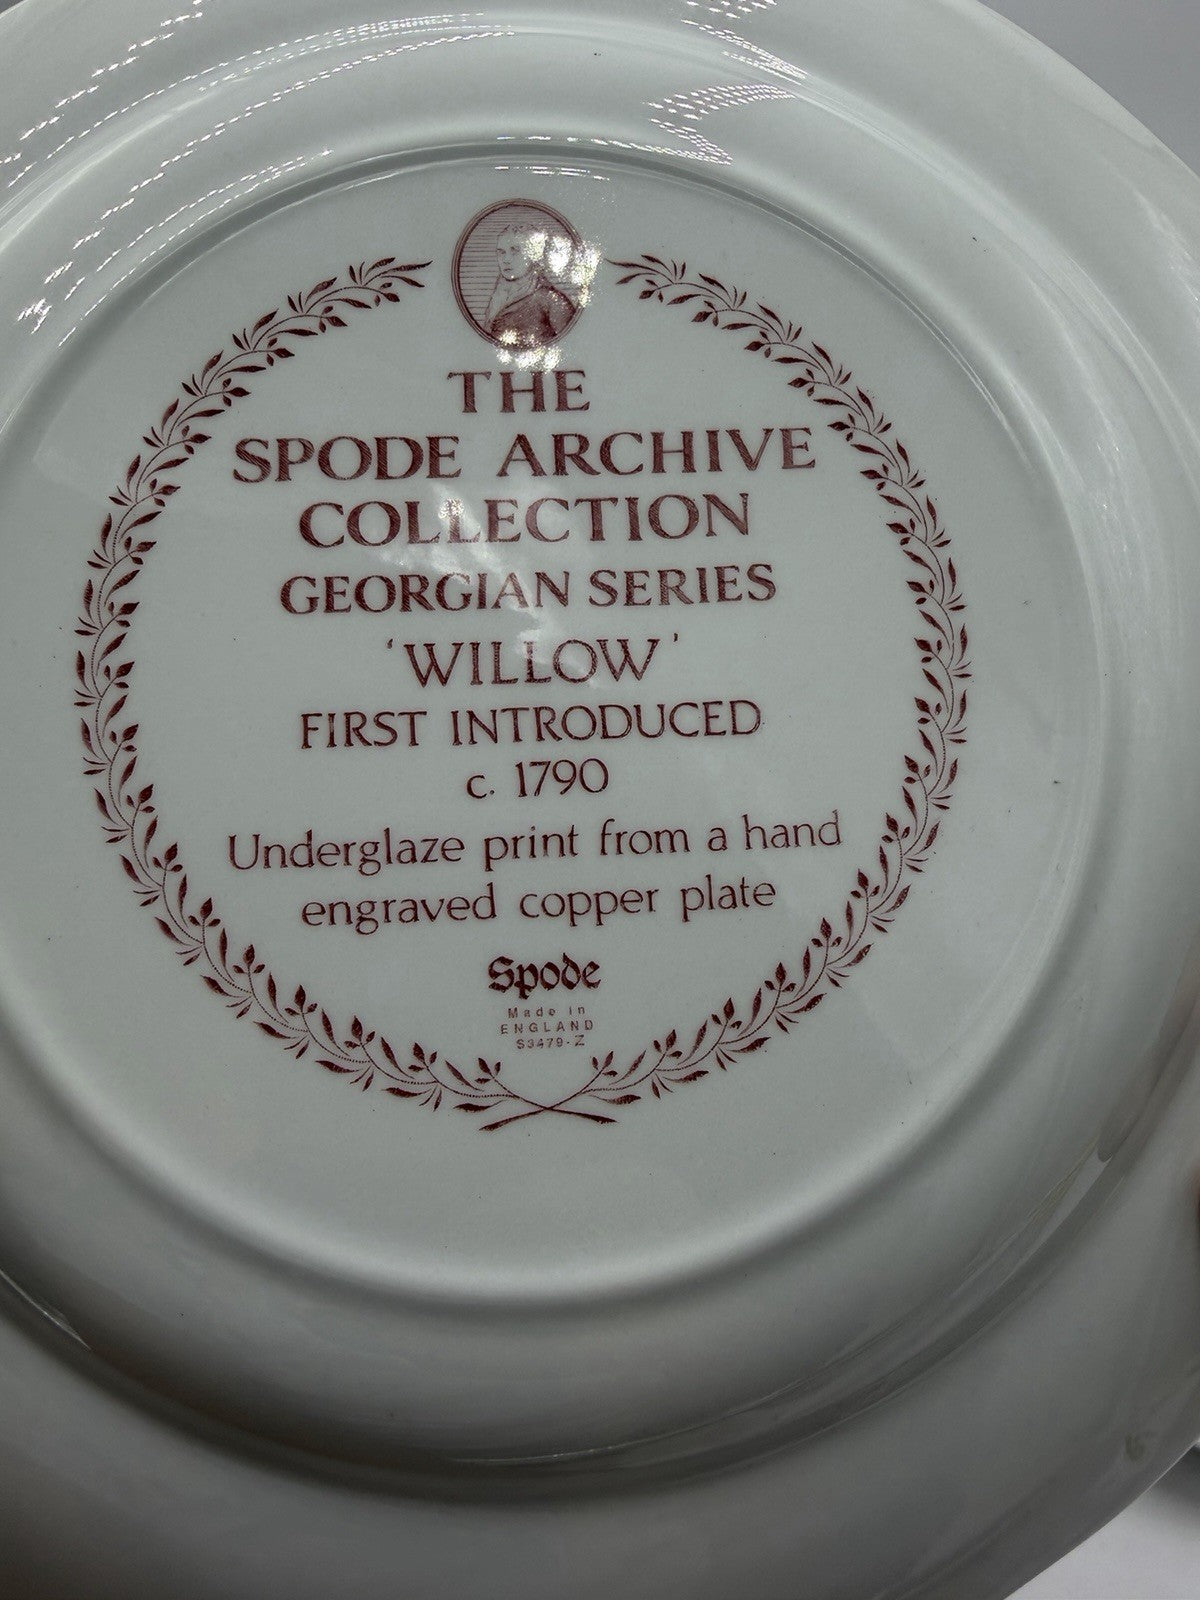 THE
SPODE ARCHIVE
COLLECTION
GEORGIAN SERIES
'WILLOW'
FIRST INTRODUCED
c. 1790
Underglaze print from a hand
engraved copper plate
Spode
Made in
ENGLAND
S3479-Z